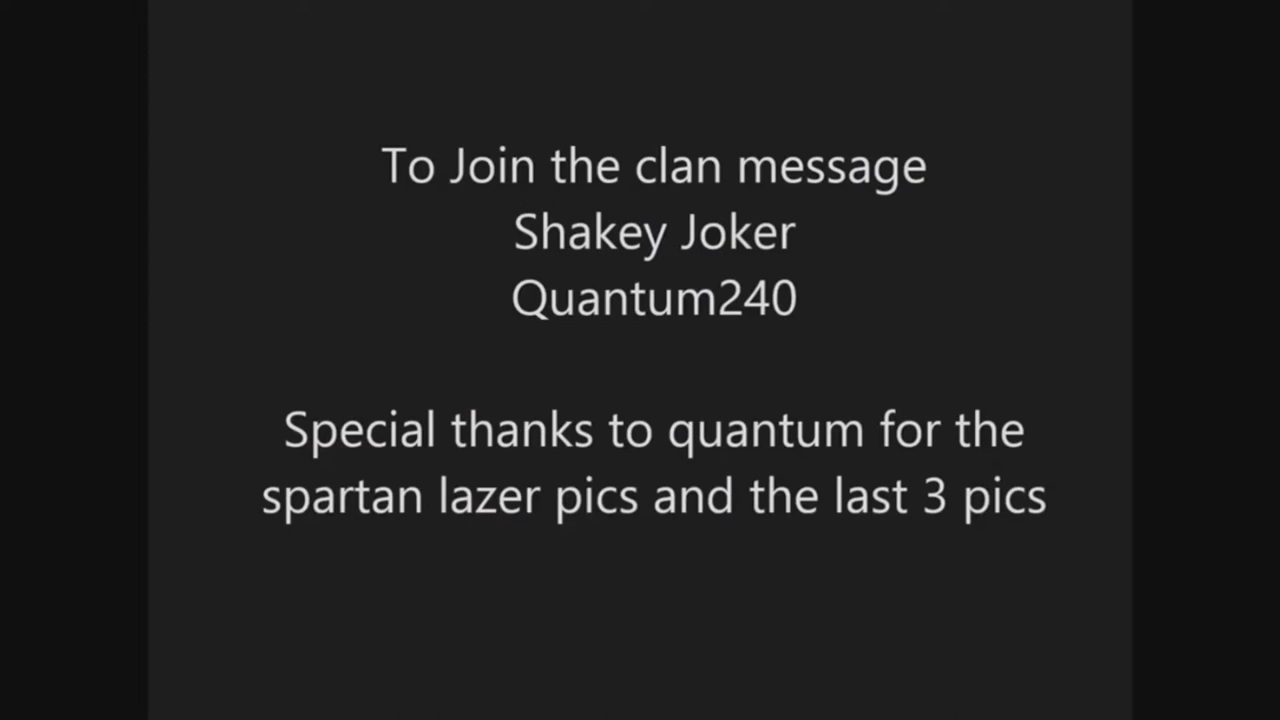 To Join the clan message
Shakey Joker
Quantum240
Special thanks to quantum for the
spartan lazer pics and the last 3 pics